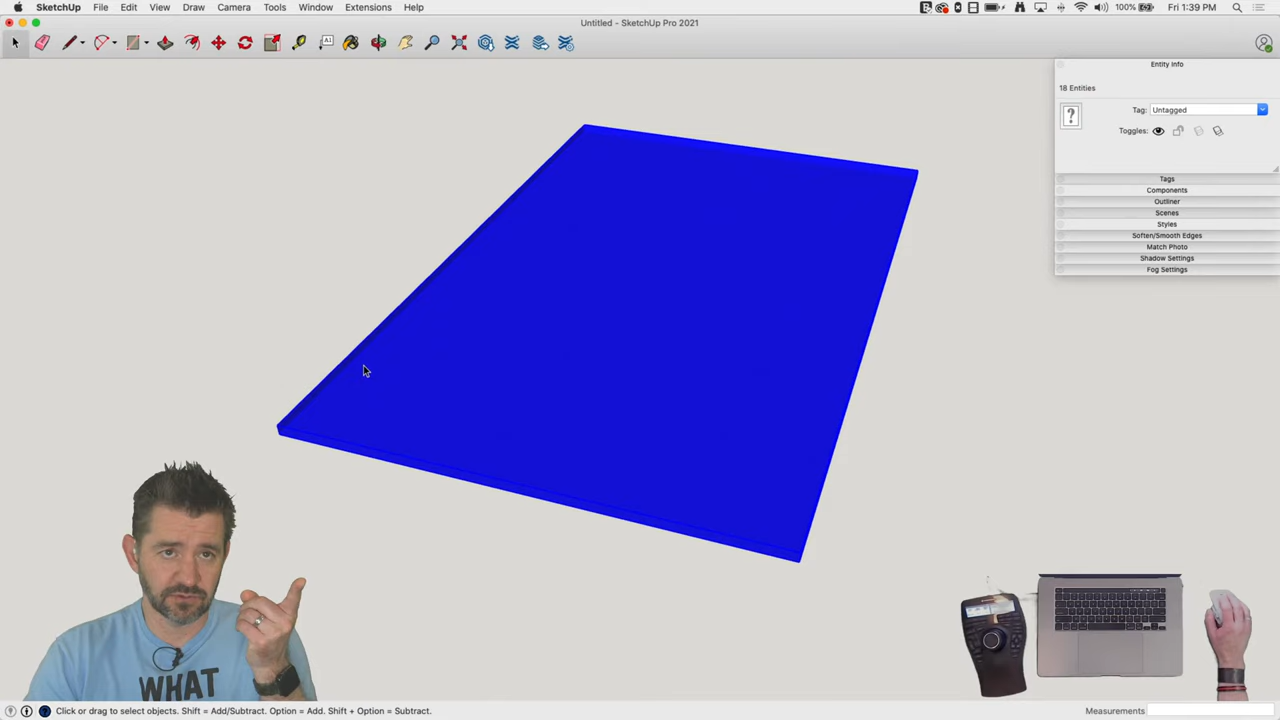 SketchUp File Edit View Draw Camera Tools Window Extensions Help
100% Fri 1:39 PM
Untitled - SketchUp Pro 2021
A1
Entity Info
18 Entities
Tag: Untagged
?
Toggles:
Tags
Components
Outliner
Scenes
Styles
Soften/Smooth Edges
Match Photo
Shadow Settings
Fog Settings
WHAT
Click or drag to select objects. Shift = Add/Subtract. Option = Add. Shift + Option = Subtract.
Measurements